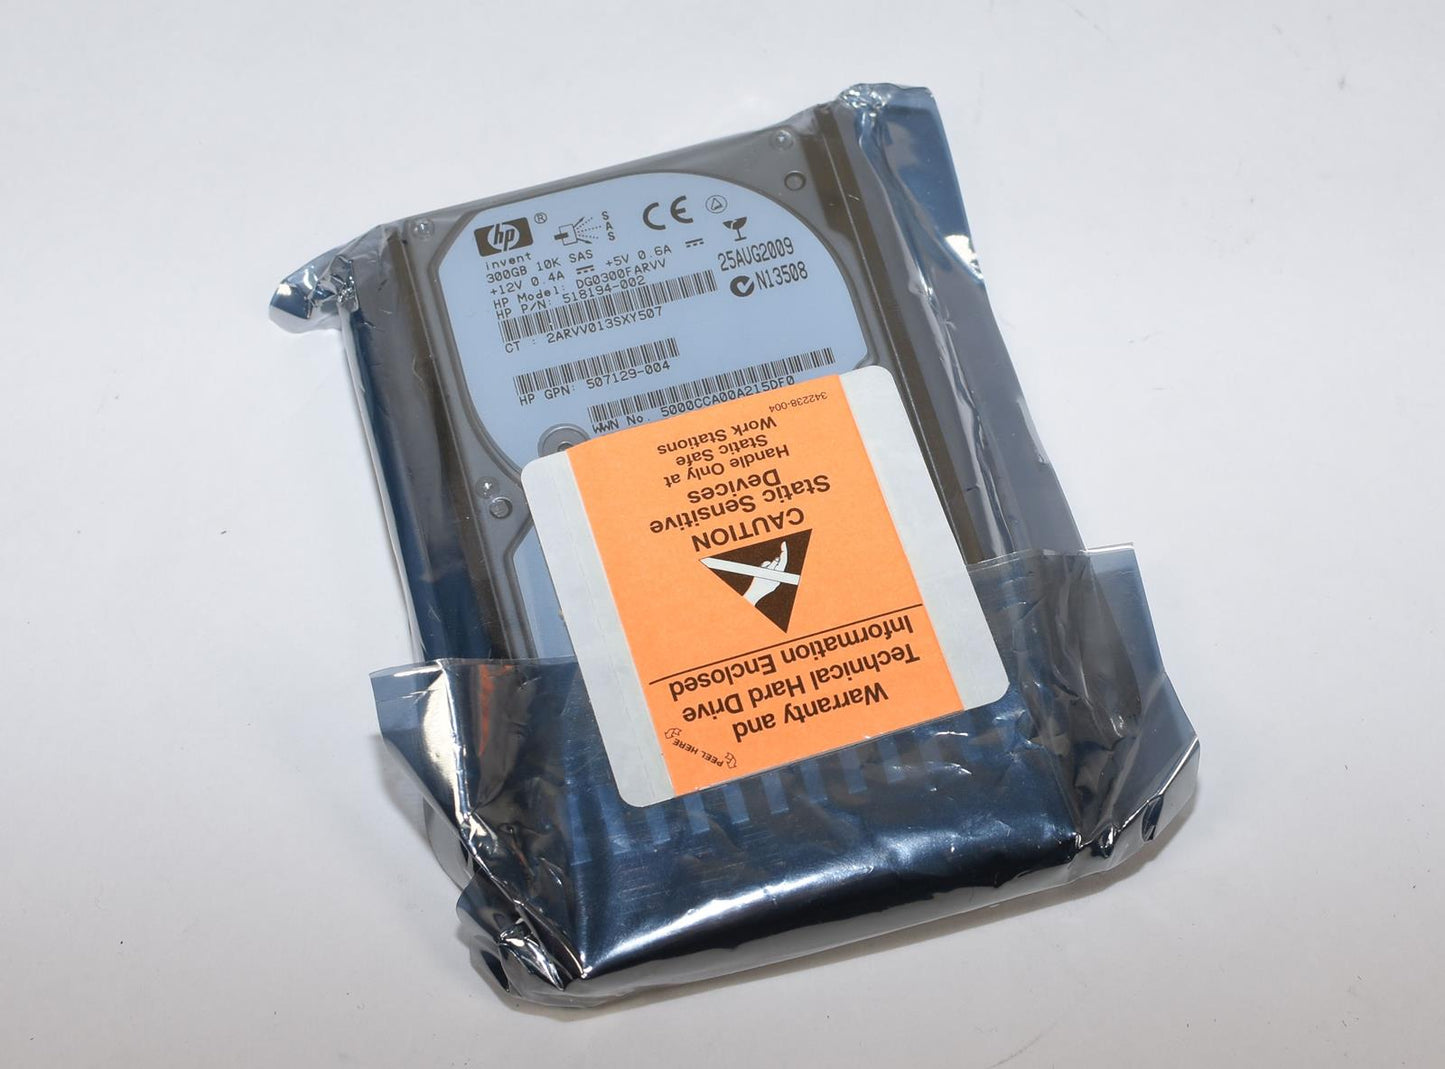 hp ®
invent
S
A
S
CE
300GB 10K SAS
+12V 0.4A +5V 0.6A
HP Model: DG0300FARVV
HP P/N: 518194-002
CT : 2ARVV013SXY507
HP GPN: 507129-004
WWN No. 5000CCA00A215DF0
25AUG2009
N13508
PEEL HERE
Warranty and
Technical Hard Drive
Information Enclosed
CAUTION
Static Sensitive
Devices
Handle Only at
Static Safe
Work Stations
342238-004